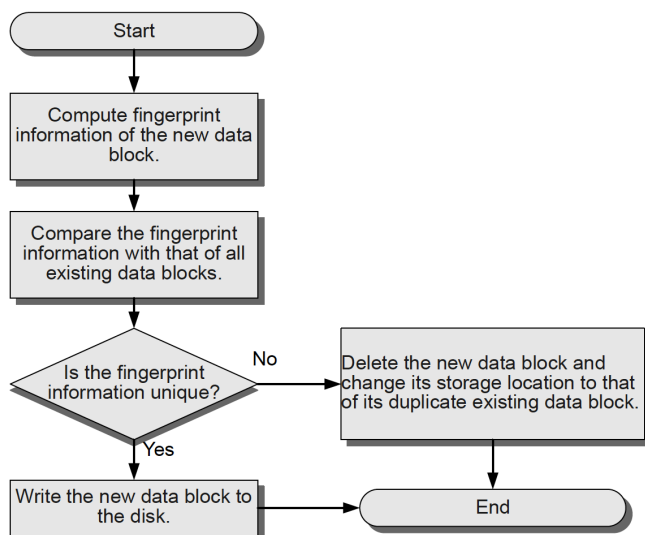 Start
Compute fingerprint
information of the new data
block.
Compare the fingerprint
information with that of all
existing data blocks.
Is the fingerprint
information unique?
No
Delete the new data block and
change its storage location to that
of its duplicate existing data block.
Yes
Write the new data block to
the disk.
End